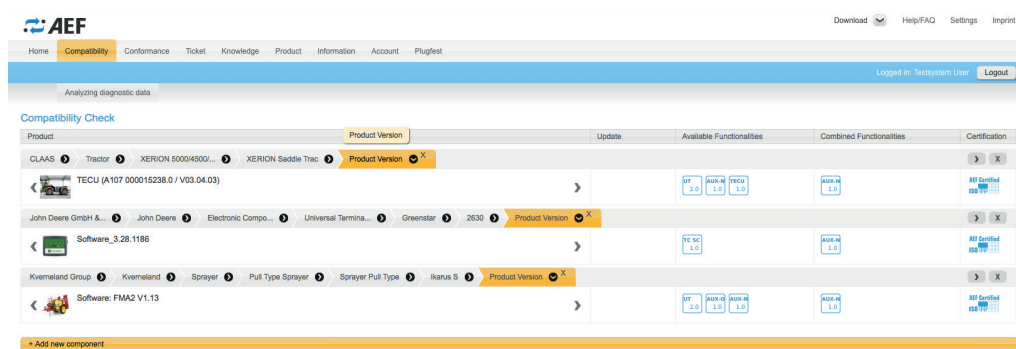 AEF
Download Help/FAQ Settings Imprint
Home Compatibility Conformance Ticket Knowledge Product Information Account Plugfest
Logged in: Testsystem User Logout
Analyzing diagnostic data
Compatibility Check
Product Product Version Update Available Functionalities Combined Functionalities Certification
CLAAS Tractor XERION 5000/4500/... XERION Saddle Trac Product Version X X
TECU (A107 000015238.0 / V03.04.03) UT 2.0 AUX-N 1.0 TECU 1.0 AUX-N 1.0 AEF Certified ISO
John Deere GmbH &... John Deere Electronic Compo... Universal Termina... Greenstar 2630 Product Version X X
Software_3.28.1186 TC SC 1.0 AUX-N 1.0 AEF Certified ISO
Kverneland Group Kverneland Sprayer Pull Type Sprayer Sprayer Pull Type Ikarus S Product Version X X
Software: FMA2 V1.13 UT 2.0 AUX-O 1.0 AUX-N 1.0 AUX-N 1.0 AEF Certified ISO
+ Add new component